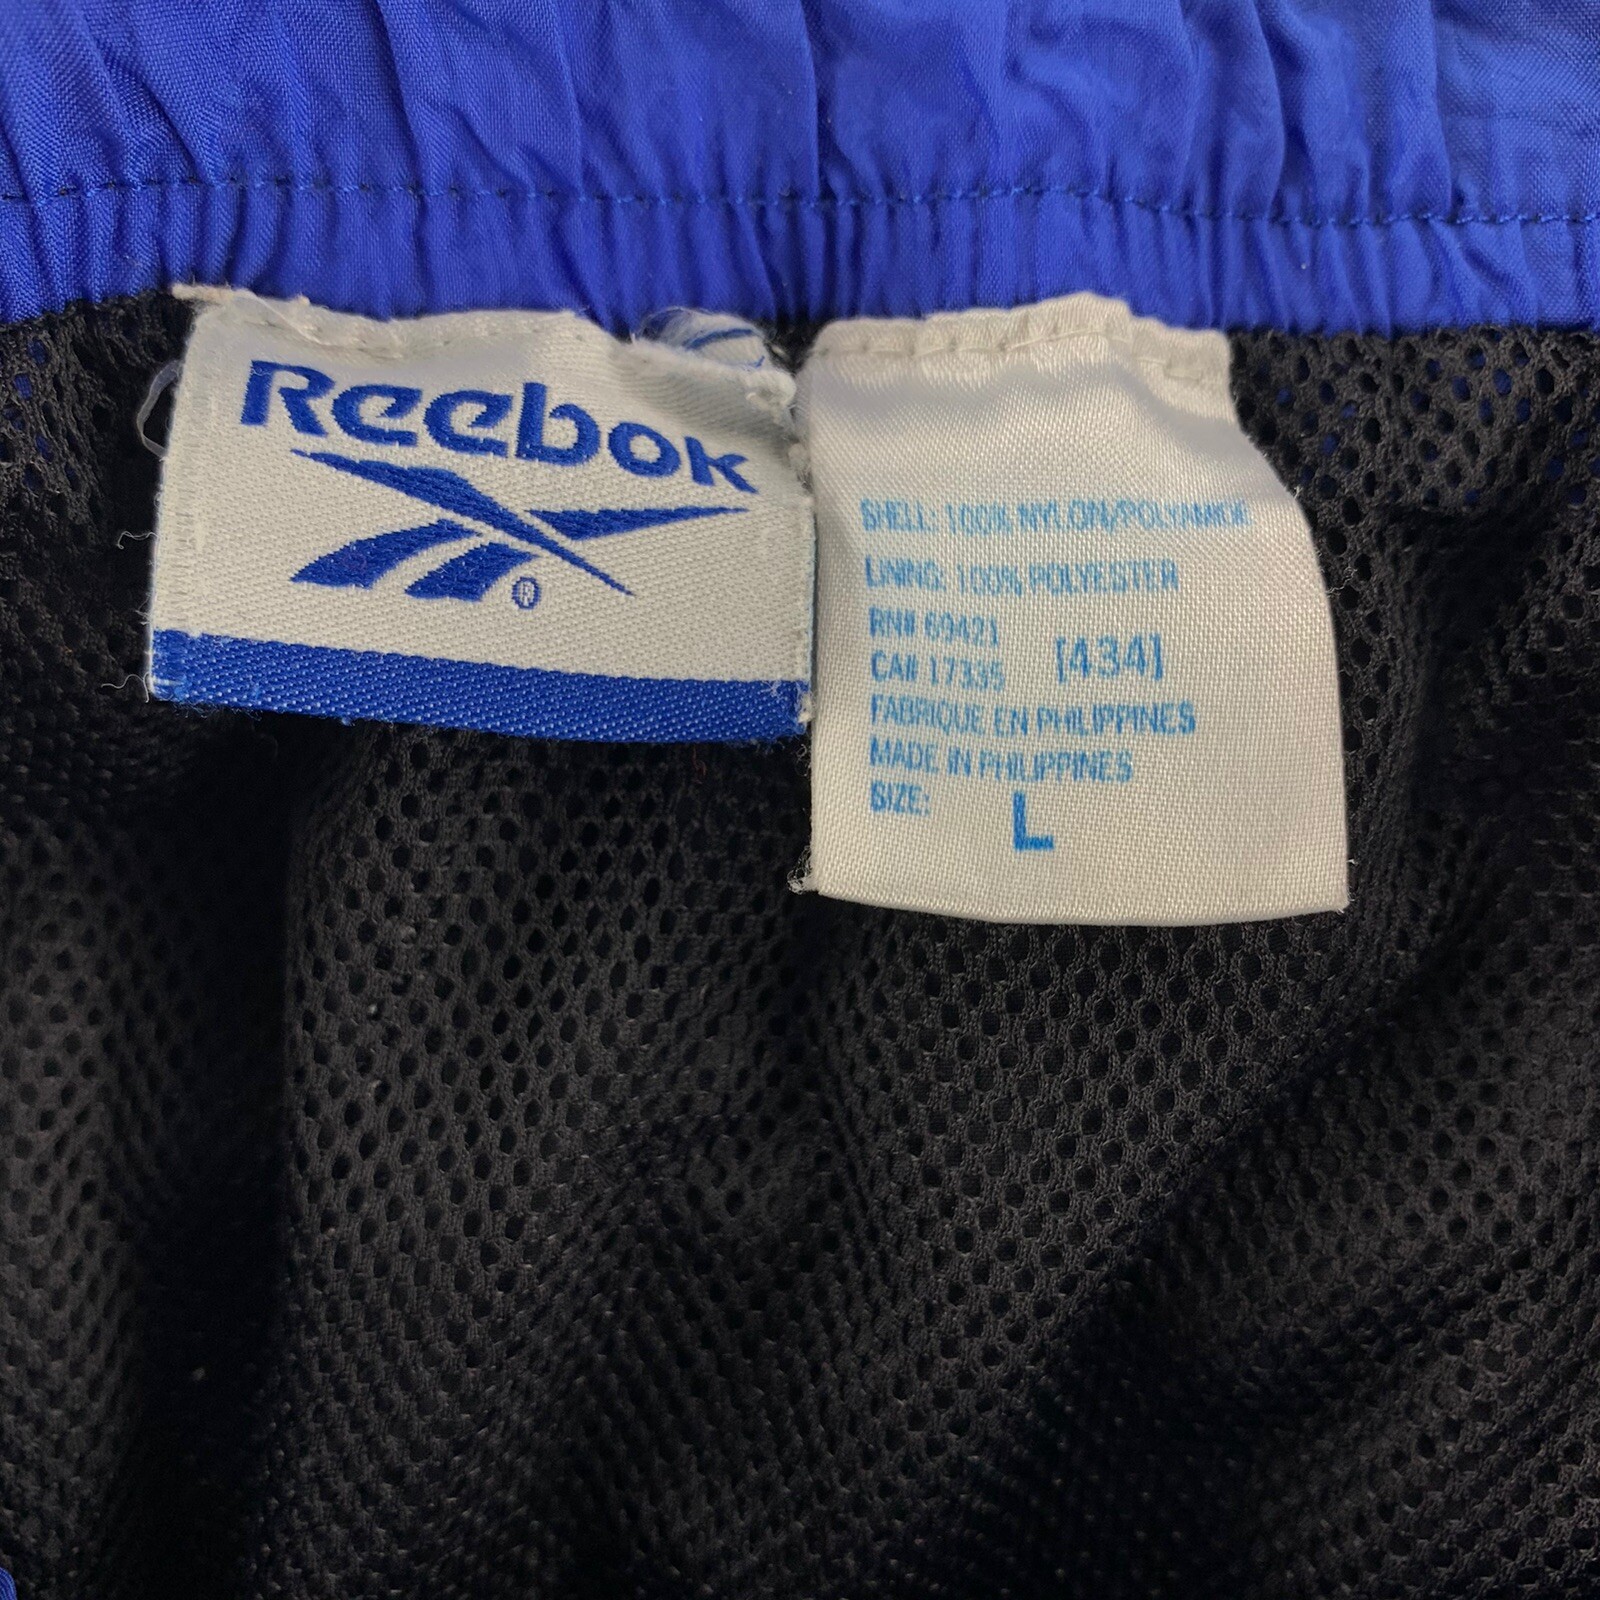 Reebok
®
SHELL: 100% NYLON/POLYAMIDE
LINING: 100% POLYESTER
RN# 69421
CA# 17335 [434]
FABRIQUE EN PHILIPPINES
MADE IN PHILIPPINES
SIZE: L